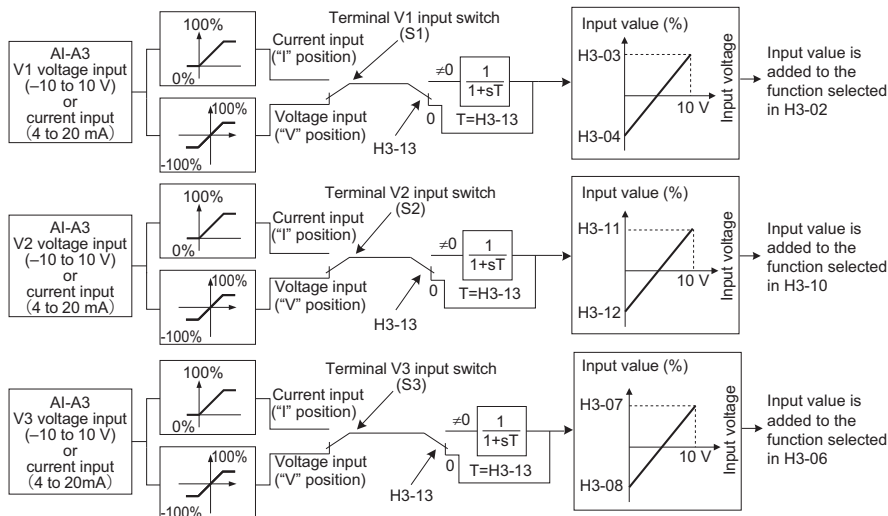 AI-A3
V1 voltage input
(–10 to 10 V)
or
current input
(4 to 20 mA)
100%
0%
100%
-100%
Terminal V1 input switch
(S1)
Current input
("I" position)
Voltage input
("V" position)
H3-13
≠0
0
1
1+sT
T=H3-13
Input value (%)
H3-03
H3-04
10 V
Input voltage
Input value is
added to the
function selected
in H3-02
AI-A3
V2 voltage input
(–10 to 10 V)
or
current input
(4 to 20 mA)
100%
0%
100%
-100%
Terminal V2 input switch
(S2)
Current input
("I" position)
Voltage input
("V" position)
H3-13
≠0
0
1
1+sT
T=H3-13
Input value (%)
H3-11
H3-12
10 V
Input voltage
Input value is
added to the
function selected
in H3-10
AI-A3
V3 voltage input
(–10 to 10 V)
or
current input
(4 to 20mA)
100%
0%
100%
-100%
Terminal V3 input switch
(S3)
Current input
("I" position)
Voltage input
("V" position)
H3-13
≠0
0
1
1+sT
T=H3-13
Input value (%)
H3-07
H3-08
10 V
Input voltage
Input value is
added to the
function selected
in H3-06